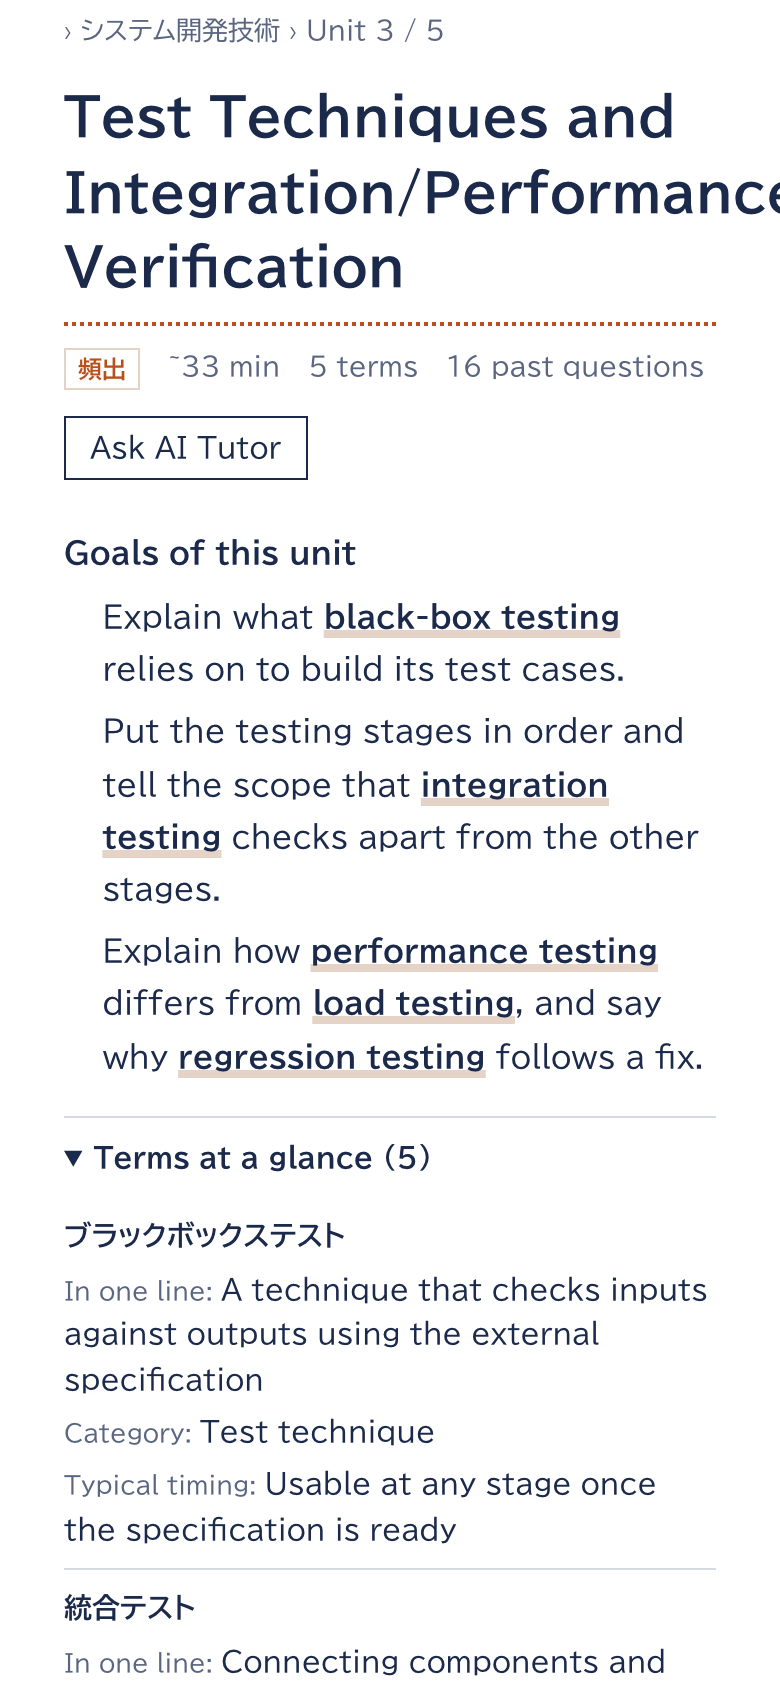 › システム開発技術 › Unit 3 / 5
Test Techniques and
Integration/Performance
Verification
頻出 ~33 min 5 terms 16 past questions
Ask AI Tutor
Goals of this unit
Explain what black-box testing
relies on to build its test cases.
Put the testing stages in order and
tell the scope that integration
testing checks apart from the other
stages.
Explain how performance testing
differs from load testing, and say
why regression testing follows a fix.
▼ Terms at a glance (5)
ブラックボックステスト
In one line: A technique that checks inputs
against outputs using the external
specification
Category: Test technique
Typical timing: Usable at any stage once
the specification is ready
統合テスト
In one line: Connecting components and